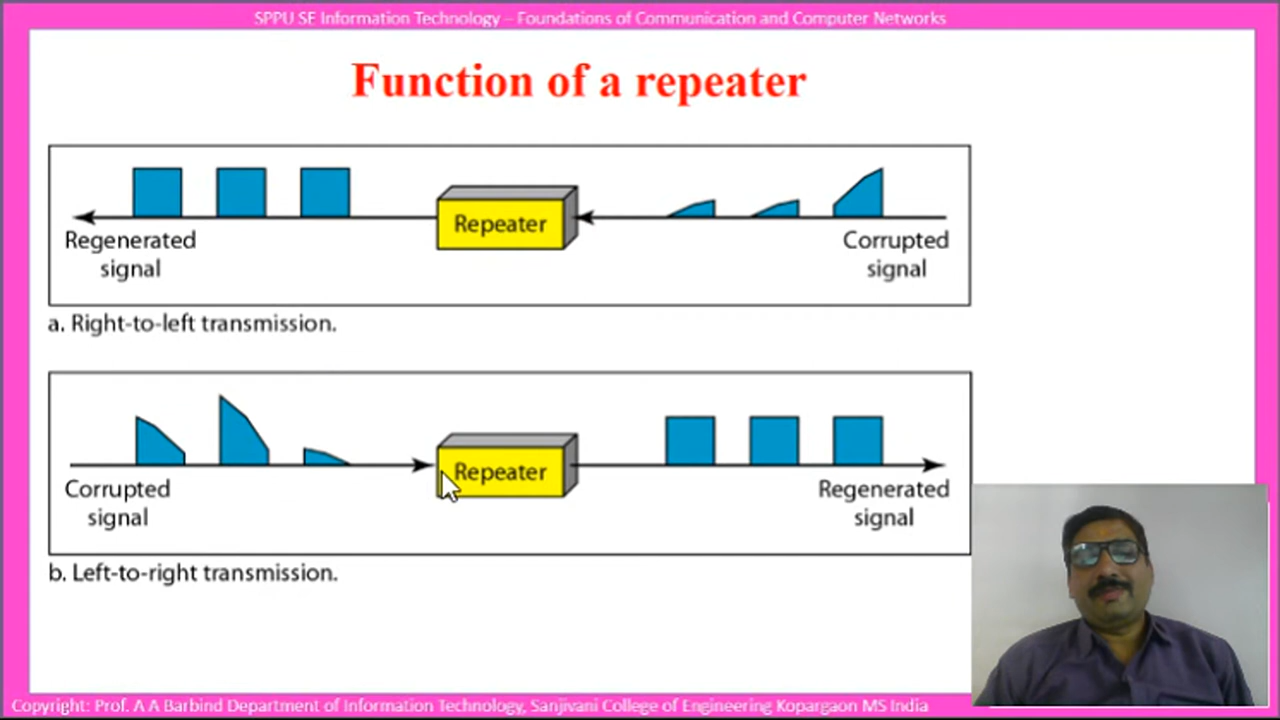 SPPU SE Information Technology – Foundations of Communication and Computer Networks
Function of a repeater
Repeater
Regenerated
signal
Corrupted
signal
a. Right-to-left transmission.
Repeater
Corrupted
signal
Regenerated
signal
b. Left-to-right transmission.
Copyright: Prof. A A Barbind Department of Information Technology, Sanjivani College of Engineering Kopargaon MS India